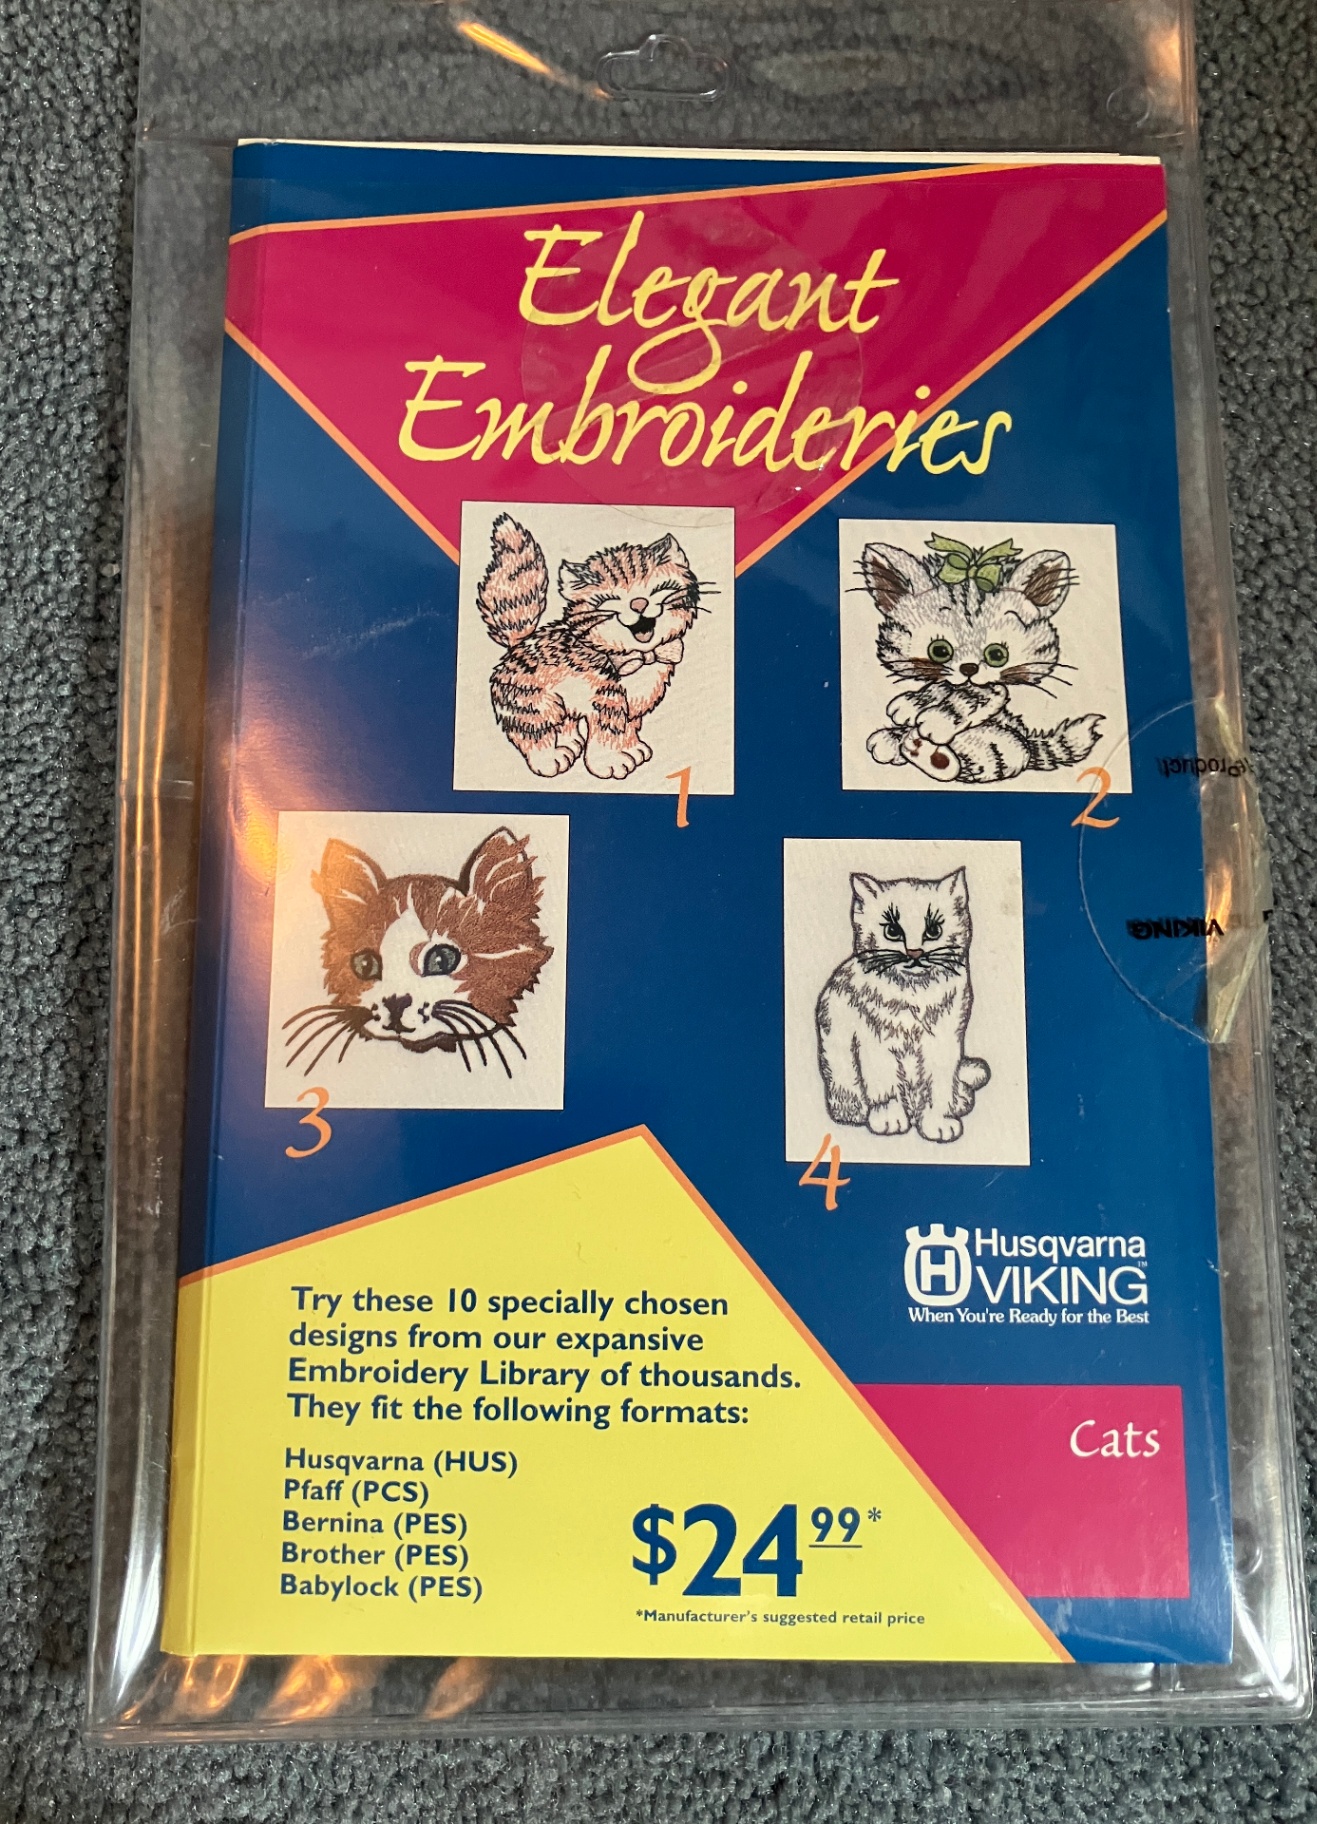 Elegant
Embroideries
1
2
Product
VIKING
3
4
H
Husqvarna
VIKING™
When You're Ready for the Best
Try these 10 specially chosen
designs from our expansive
Embroidery Library of thousands.
They fit the following formats:
Cats
Husqvarna (HUS)
Pfaff (PCS)
Bernina (PES)
Brother (PES)
Babylock (PES)
$24 99*
*Manufacturer's suggested retail price